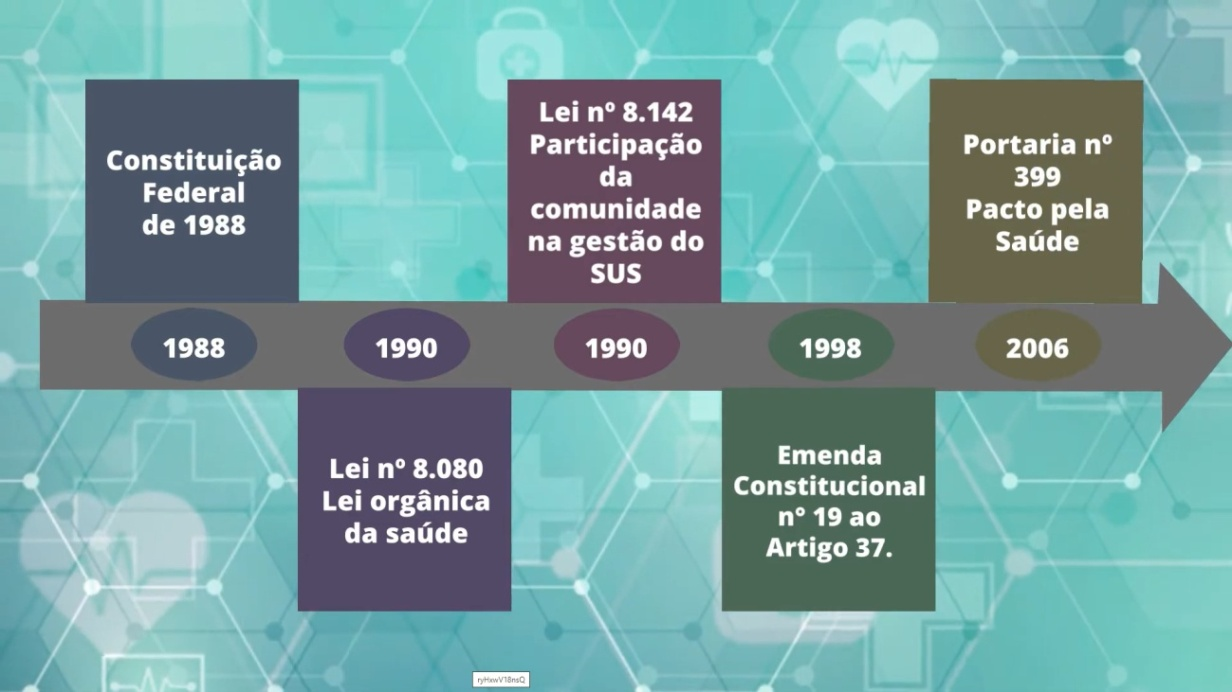 Constituição
Federal
de 1988
Lei nº 8.142
Participação
da
comunidade
na gestão do
SUS
Portaria nº
399
Pacto pela
Saúde
1988
1990
1990
1998
2006
Lei nº 8.080
Lei orgânica
da saúde
Emenda
Constitucional
n° 19 ao
Artigo 37.
ryHxwV18nsQ